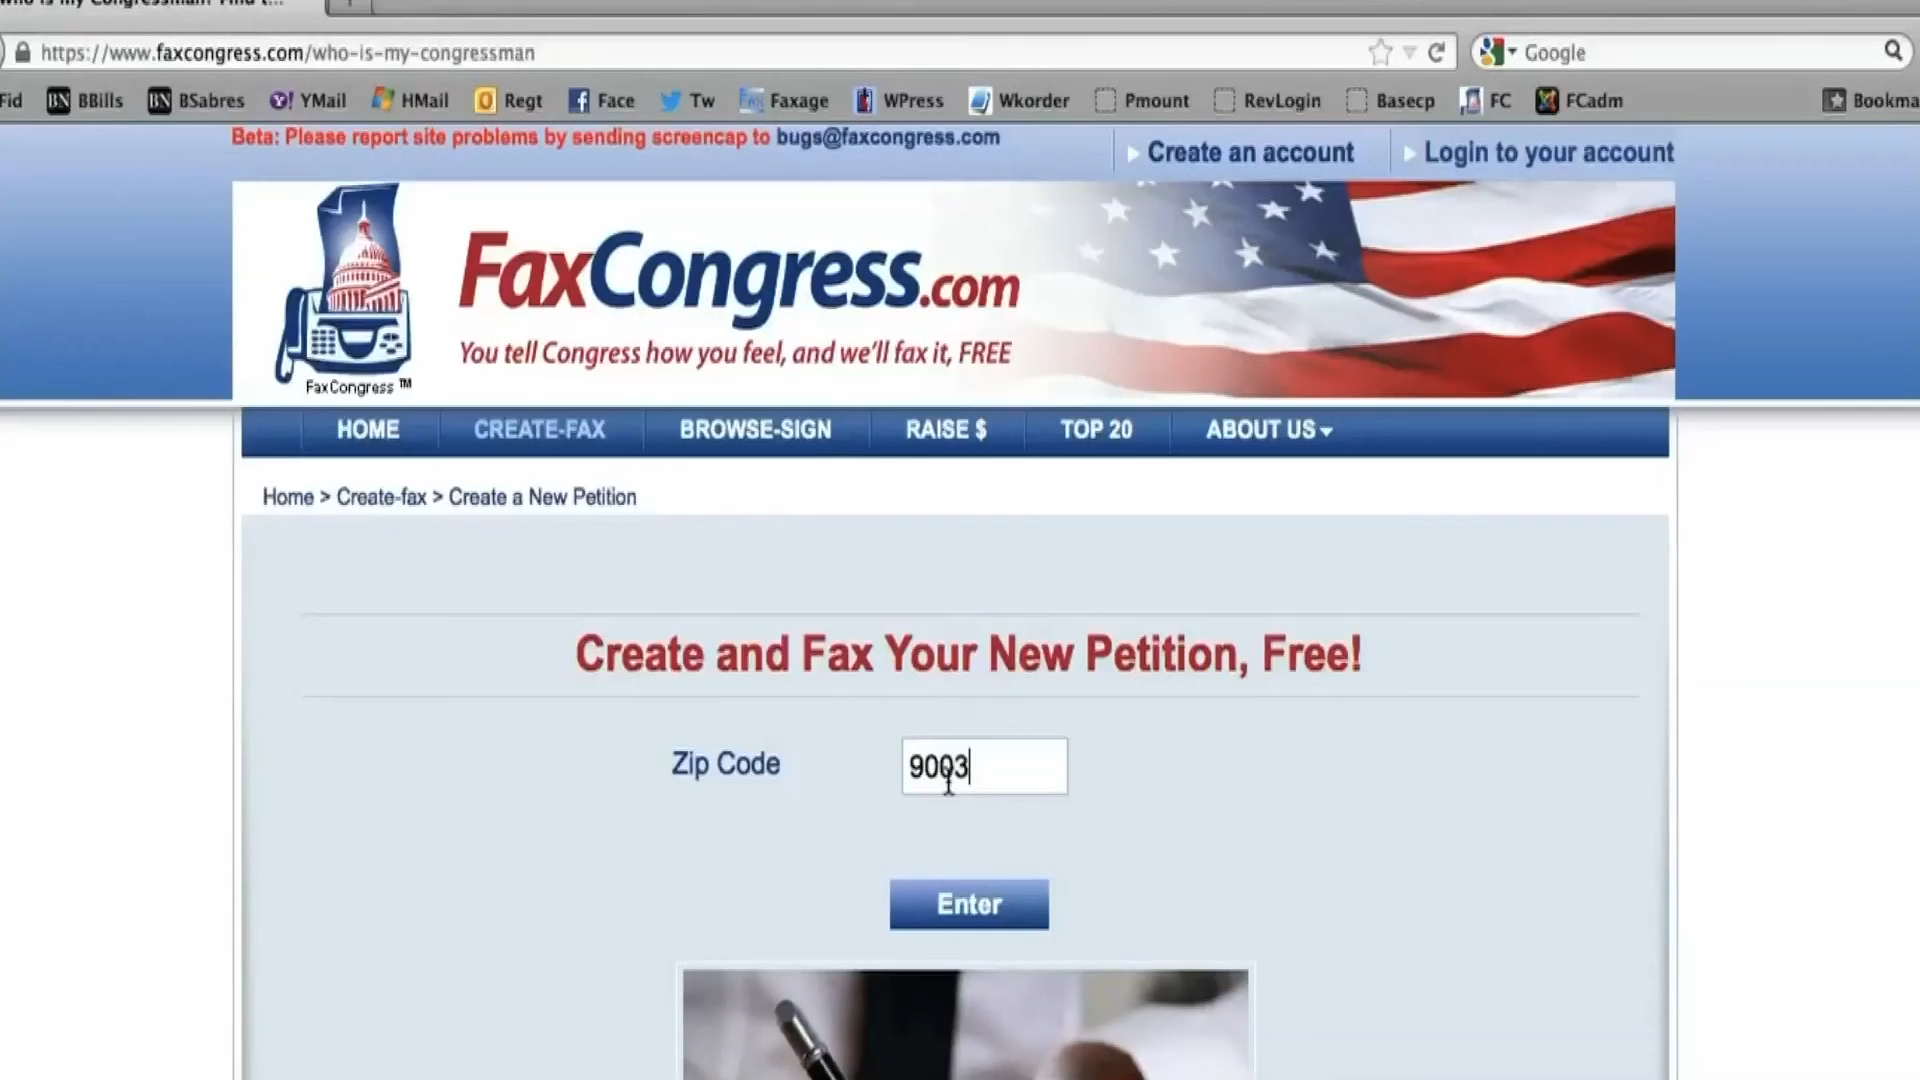 https://www.faxcongress.com/who-is-my-congressman
Google
Fid BBills BSabres YMail HMail Regt Face Tw Faxage WPress Wkorder Pmount RevLogin Basecp FC FCadm Bookma
Beta: Please report site problems by sending screencap to bugs@faxcongress.com
Create an account
Login to your account
FaxCongress.com
You tell Congress how you feel, and we'll fax it, FREE
FaxCongress ™
HOME CREATE-FAX BROWSE-SIGN RAISE $ TOP 20 ABOUT US
Home > Create-fax > Create a New Petition
Create and Fax Your New Petition, Free!
Zip Code
9003
Enter